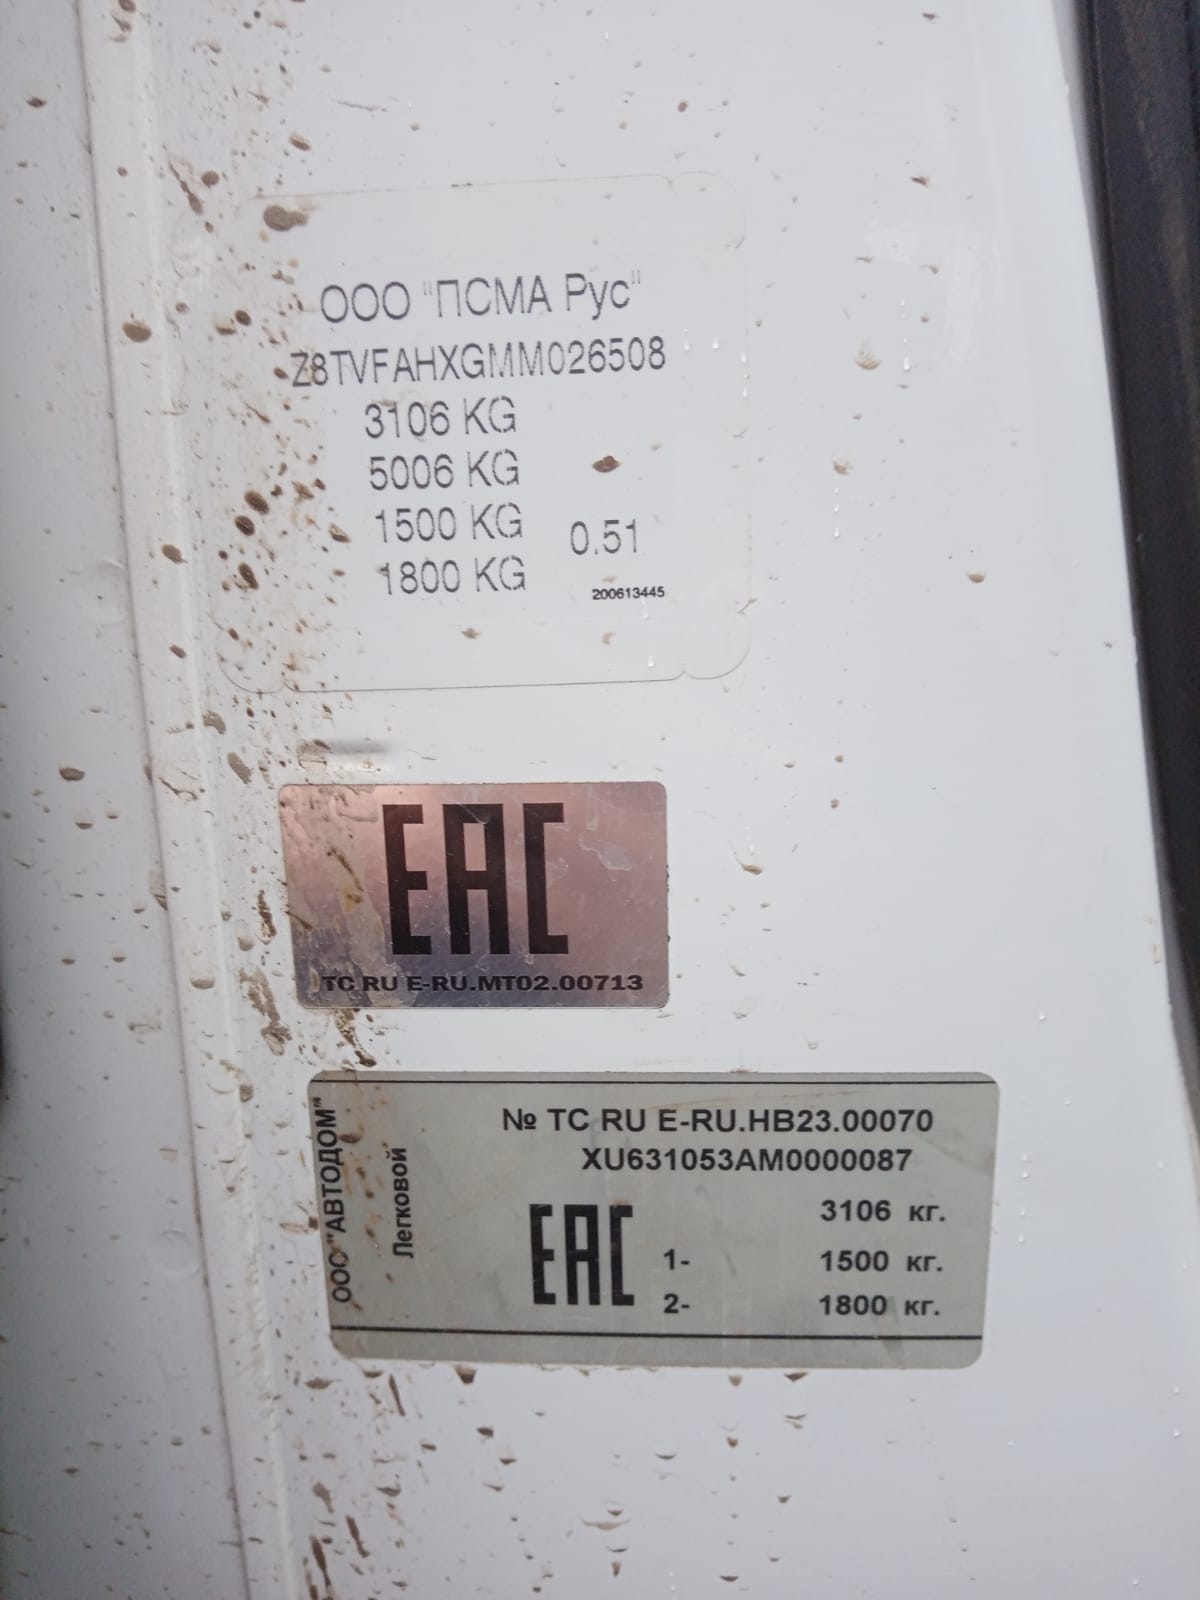 ООО "ПСМА Рус"
Z8TVFAHXGMM026508
3106 KG
5006 KG
1500 KG 0.51
1800 KG
200613445
ЕАС
TC RU E-RU.MT02.00713
ООО "АВТОДОМ"
Легковой
№ TC RU E-RU.HB23.00070
XU631053AM0000087
3106 кг.
ЕАС
1- 1500 кг.
2- 1800 кг.